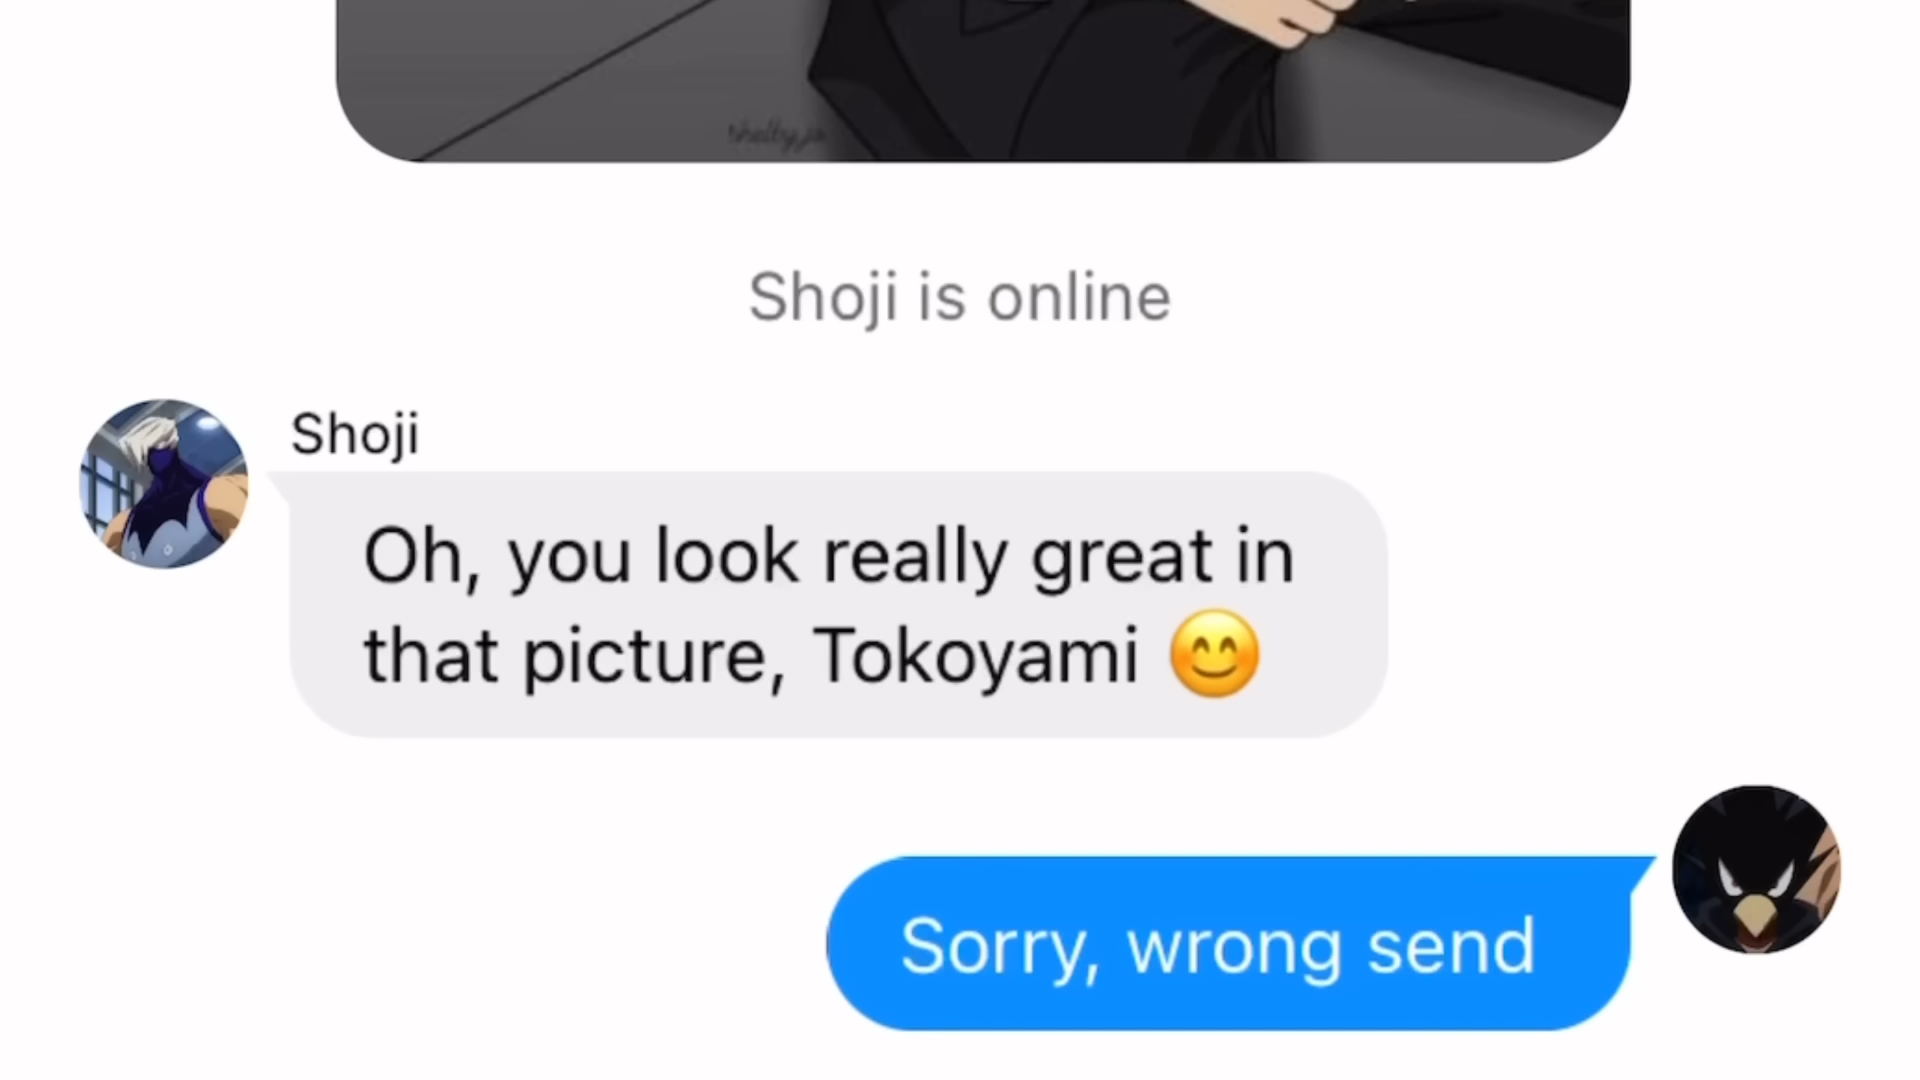 Shoji is online
Shoji
Oh, you look really great in
that picture, Tokoyami 😊
Sorry, wrong send